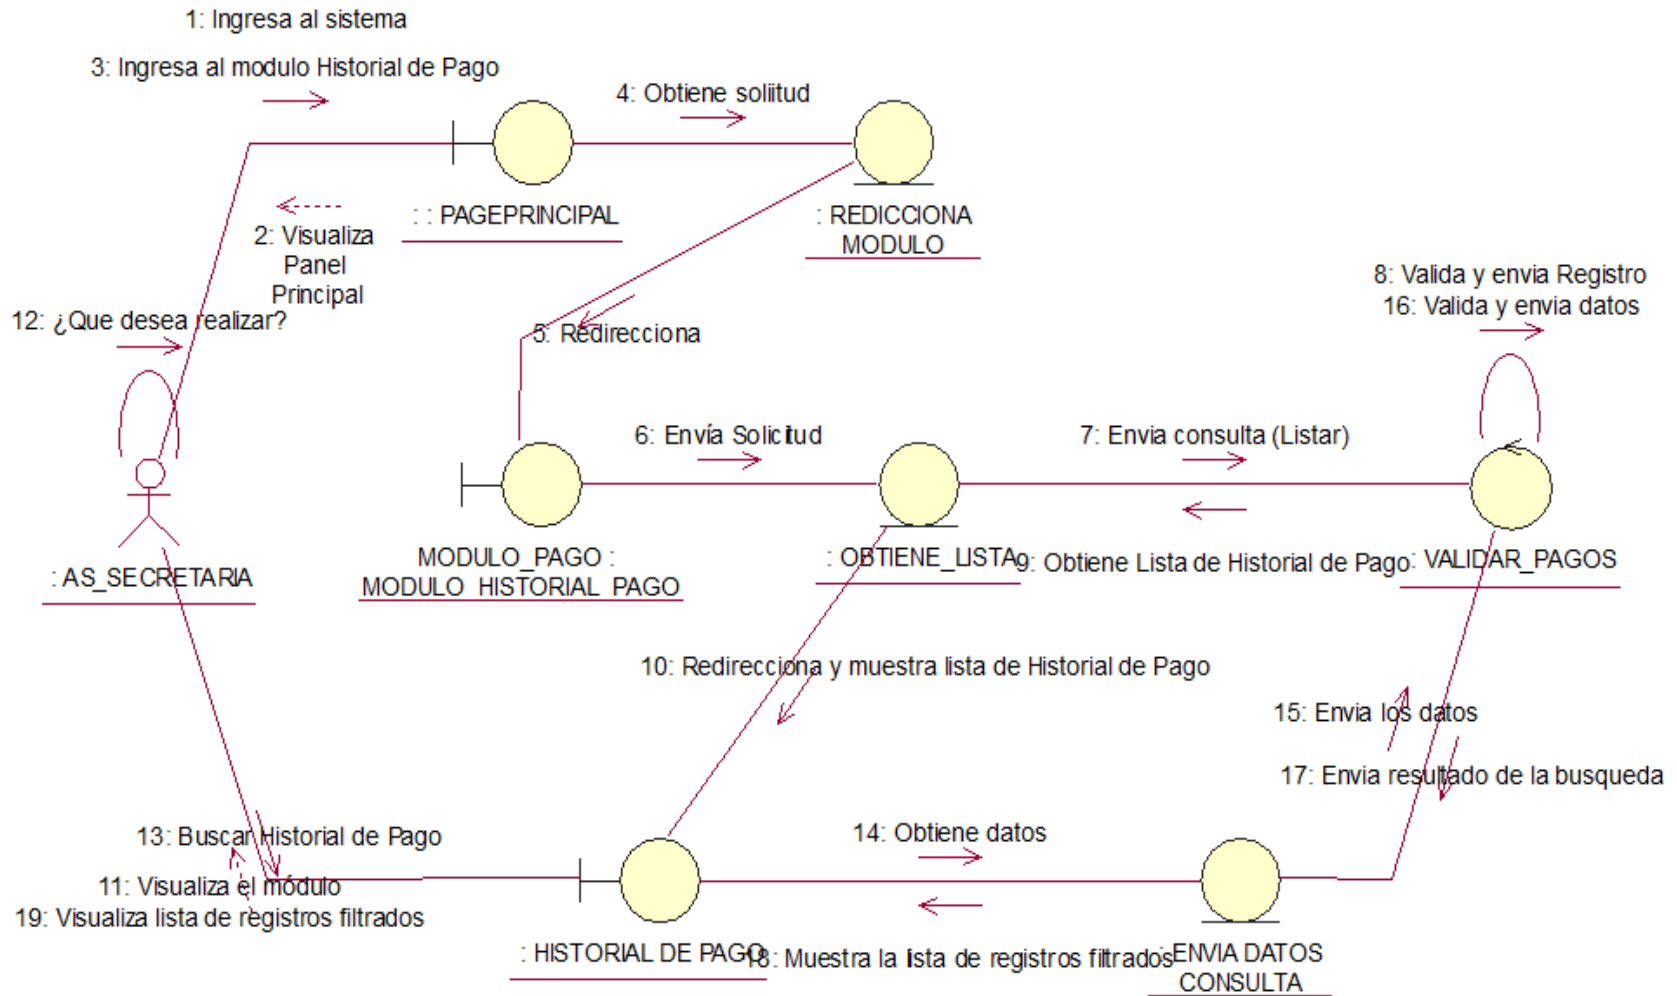 1: Ingresa al sistema
3: Ingresa al modulo Historial de Pago
4: Obtiene soliitud
: : PAGEPRINCIPAL
: REDICCIONA
MODULO
2: Visualiza
Panel
Principal
8: Valida y envia Registro
16: Valida y envia datos
12: ¿Que desea realizar?
5: Redirecciona
6: Envía Solicitud
7: Envia consulta (Listar)
: AS_SECRETARIA
MODULO_PAGO :
MODULO_HISTORIAL_PAGO
: OBTIENE_LISTA
9: Obtiene Lista de Historial de Pago
: VALIDAR_PAGOS
10: Redirecciona y muestra lista de Historial de Pago
15: Envia los datos
17: Envia resultado de la busqueda
13: Buscar Historial de Pago
14: Obtiene datos
11: Visualiza el módulo
19: Visualiza lista de registros filtrados
: HISTORIAL DE PAGO
18: Muestra la lista de registros filtrados
: ENVIA DATOS
CONSULTA